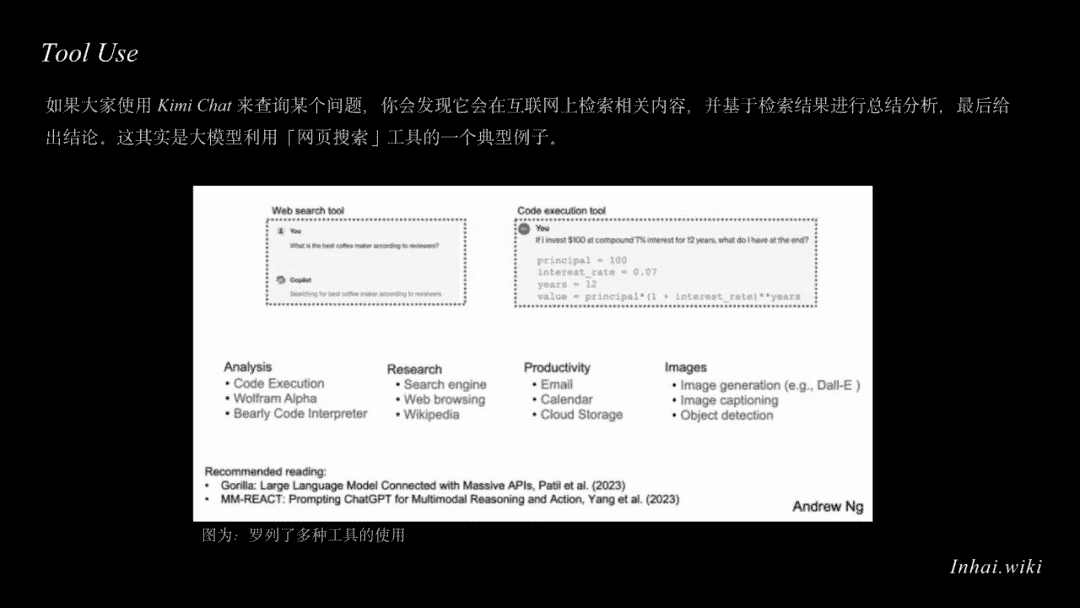 Tool Use
如果大家使用 Kimi Chat 来查询某个问题，你会发现它会在互联网上检索相关内容，并基于检索结果进行总结分析，最后给
出结论。这其实是大模型利用「网页搜索」工具的一个典型例子。
Web search tool
You
What is the best coffee maker according to reviewers?
Copilot
Searching for best coffee maker according to reviewers
Code execution tool
You
If I invest $100 at compound 7% interest for 12 years, what do I have at the end?
principal = 100
interest_rate = 0.07
years = 12
value = principal*(1 + interest_rate)**years
Analysis
• Code Execution
• Wolfram Alpha
• Bearly Code Interpreter
Research
• Search engine
• Web browsing
• Wikipedia
Productivity
• Email
• Calendar
• Cloud Storage
Images
• Image generation (e.g., Dall-E )
• Image captioning
• Object detection
Recommended reading:
• Gorilla: Large Language Model Connected with Massive APIs, Patil et al. (2023)
• MM-REACT: Prompting ChatGPT for Multimodal Reasoning and Action, Yang et al. (2023)
Andrew Ng
图为：罗列了多种工具的使用
Inhai.wiki